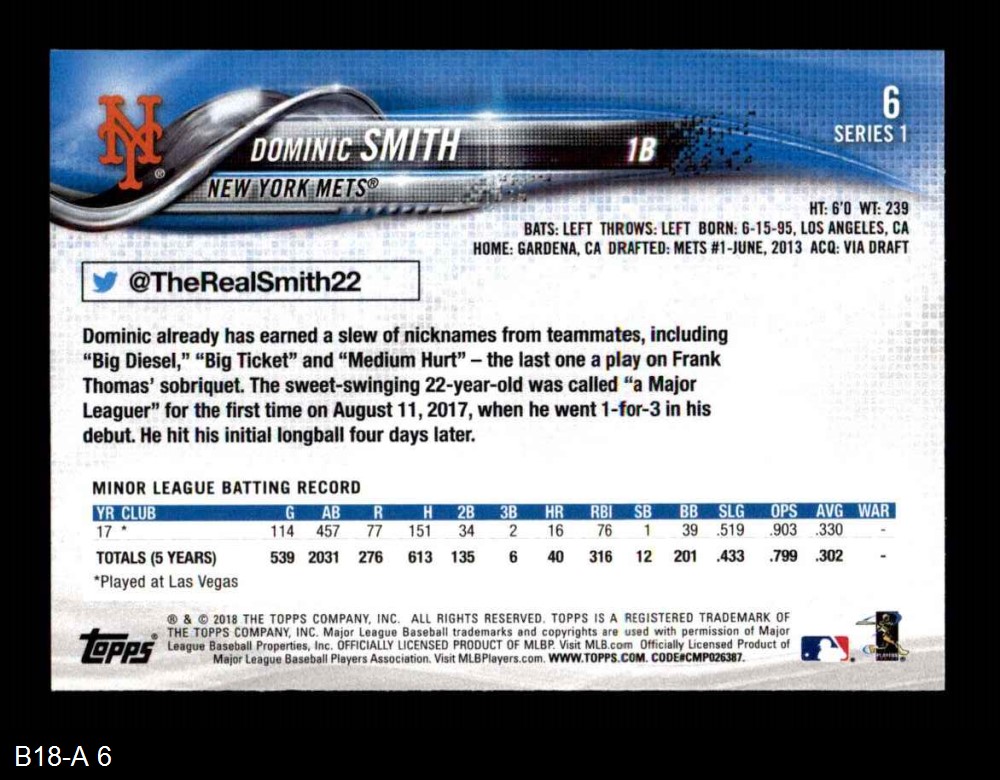 NY ®
6
SERIES 1
DOMINIC SMITH 1B
NEW YORK METS®
HT: 6'0 WT: 239
BATS: LEFT THROWS: LEFT BORN: 6-15-95, LOS ANGELES, CA
HOME: GARDENA, CA DRAFTED: METS #1-JUNE, 2013 ACQ: VIA DRAFT
@TheRealSmith22
Dominic already has earned a slew of nicknames from teammates, including
“Big Diesel,” “Big Ticket” and “Medium Hurt” – the last one a play on Frank
Thomas’ sobriquet. The sweet-swinging 22-year-old was called “a Major
Leaguer” for the first time on August 11, 2017, when he went 1-for-3 in his
debut. He hit his initial longball four days later.
MINOR LEAGUE BATTING RECORD
YR CLUB G AB R H 2B 3B HR RBI SB BB SLG OPS AVG WAR
17 * 114 457 77 151 34 2 16 76 1 39 .519 .903 .330 -
TOTALS (5 YEARS) 539 2031 276 613 135 6 40 316 12 201 .433 .799 .302 -
*Played at Las Vegas
® & © 2018 THE TOPPS COMPANY, INC. ALL RIGHTS RESERVED. TOPPS IS A REGISTERED TRADEMARK OF
THE TOPPS COMPANY, INC. Major League Baseball trademarks and copyrights are used with permission of Major
League Baseball Properties, Inc. OFFICIALLY LICENSED PRODUCT OF MLBP. Visit MLB.com Officially Licensed Product of
Major League Baseball Players Association. Visit MLBPlayers.com. WWW.TOPPS.COM. CODE#CMP026387.
Topps®
PLAYERS
B18-A 6